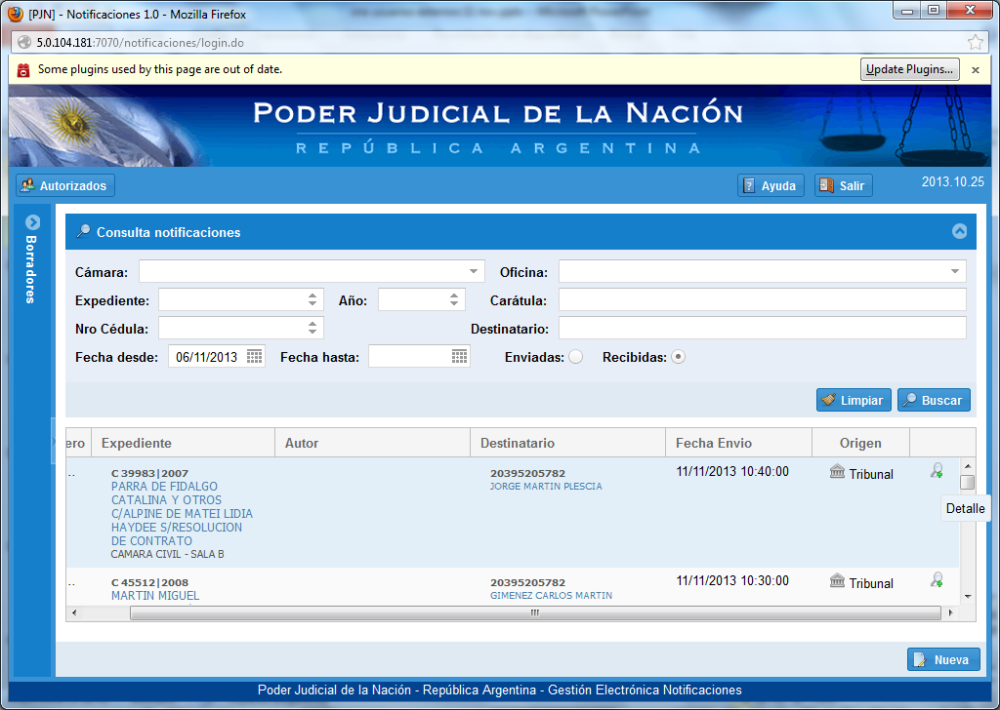 [PJN] - Notificaciones 1.0 - Mozilla Firefox
5.0.104.181:7070/notificaciones/login.do
Some plugins used by this page are out of date.
Update Plugins...
PODER JUDICIAL DE LA NACIÓN
REPÚBLICA ARGENTINA
Autorizados
Ayuda
Salir
2013.10.25
Borradores
Consulta notificaciones
Cámara:
Oficina:
Expediente:
Año:
Carátula:
Nro Cédula:
Destinatario:
Fecha desde: 06/11/2013
Fecha hasta:
Enviadas:
Recibidas:
Limpiar
Buscar
ero
Expediente
Autor
Destinatario
Fecha Envio
Origen
..
C 39983|2007
PARRA DE FIDALGO
CATALINA Y OTROS
C/ALPINE DE MATEI LIDIA
HAYDEE S/RESOLUCION
DE CONTRATO
CAMARA CIVIL - SALA B
20395205782
JORGE MARTIN PLESCIA
11/11/2013 10:40:00
Tribunal
Detalle
..
C 45512|2008
MARTIN MIGUEL
20395205782
GIMENEZ CARLOS MARTIN
11/11/2013 10:30:00
Tribunal
Nueva
Poder Judicial de la Nación - República Argentina - Gestión Electrónica Notificaciones